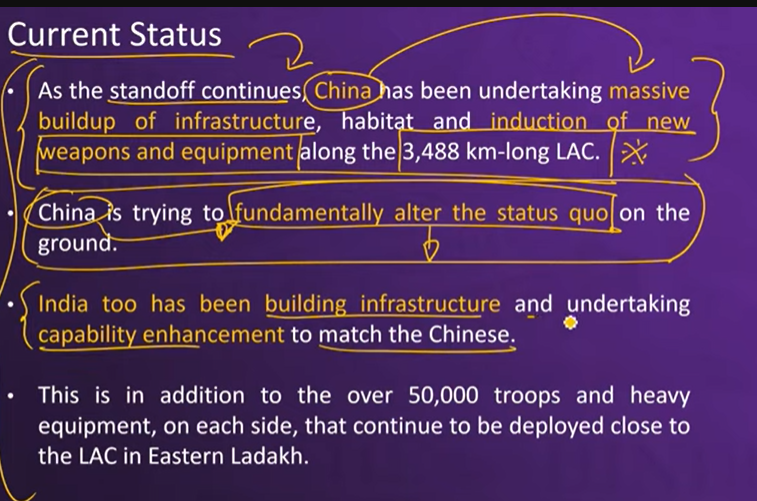 Current Status
• As the standoff continues, China has been undertaking massive
buildup of infrastructure, habitat and induction of new
weapons and equipment along the 3,488 km-long LAC.
• China is trying to fundamentally alter the status quo on the
ground.
• India too has been building infrastructure and undertaking
capability enhancement to match the Chinese.
• This is in addition to the over 50,000 troops and heavy
equipment, on each side, that continue to be deployed close to
the LAC in Eastern Ladakh.